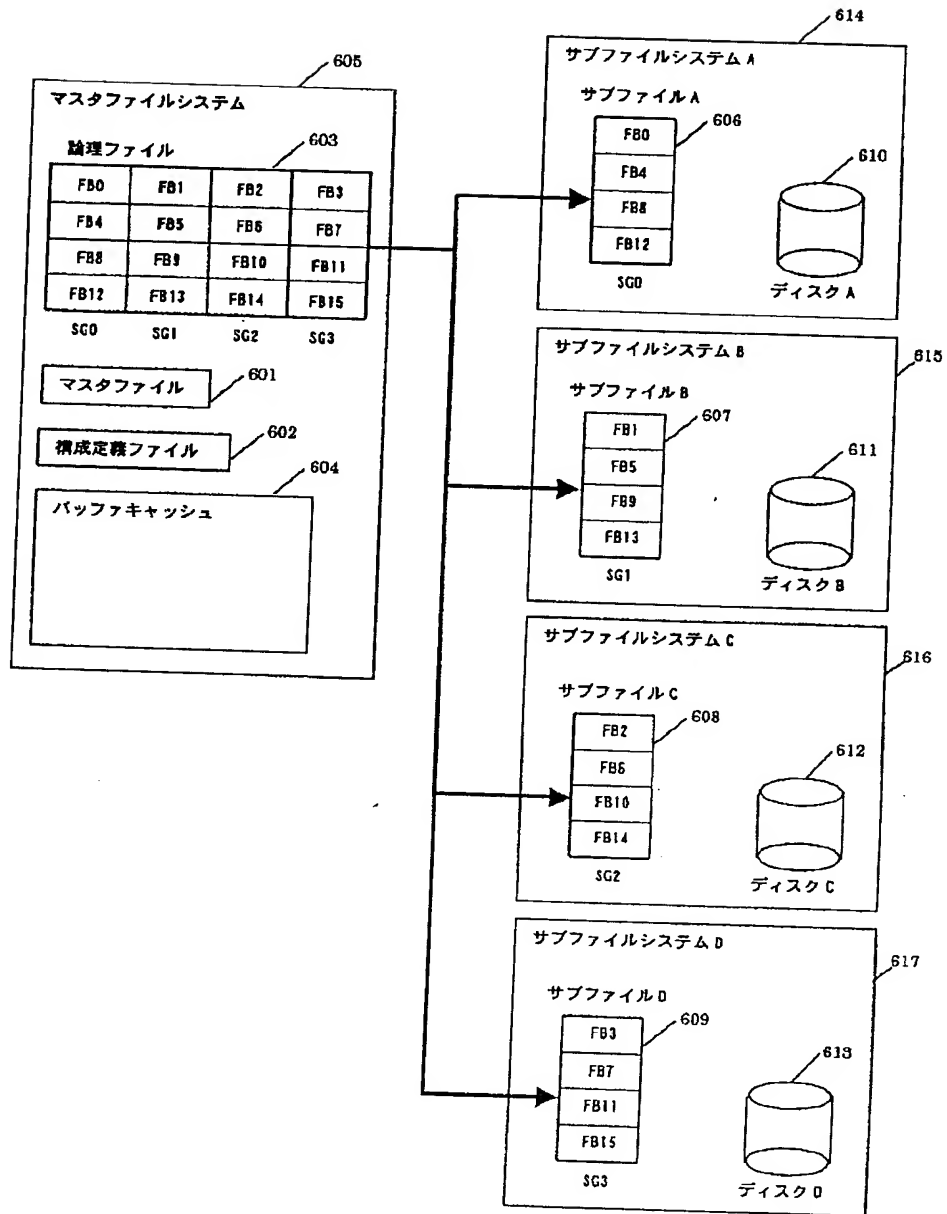 605
マスタファイルシステム
論理ファイル
603
FB0 FB1 FB2 FB3
FB4 FB5 FB6 FB7
FB8 FB9 FB10 FB11
FB12 FB13 FB14 FB15
SG0 SG1 SG2 SG3
マスタファイル
601
構成定義ファイル
602
604
バッファキャッシュ
614
サブファイルシステム A
サブファイル A
606
FB0
FB4
FB8
FB12
SG0
610
ディスク A
615
サブファイルシステム B
サブファイル B
607
FB1
FB5
FB9
FB13
SG1
611
ディスク B
616
サブファイルシステム C
サブファイル C
608
FB2
FB6
FB10
FB14
SG2
612
ディスク C
617
サブファイルシステム D
サブファイル D
609
FB3
FB7
FB11
FB15
SG3
613
ディスク D